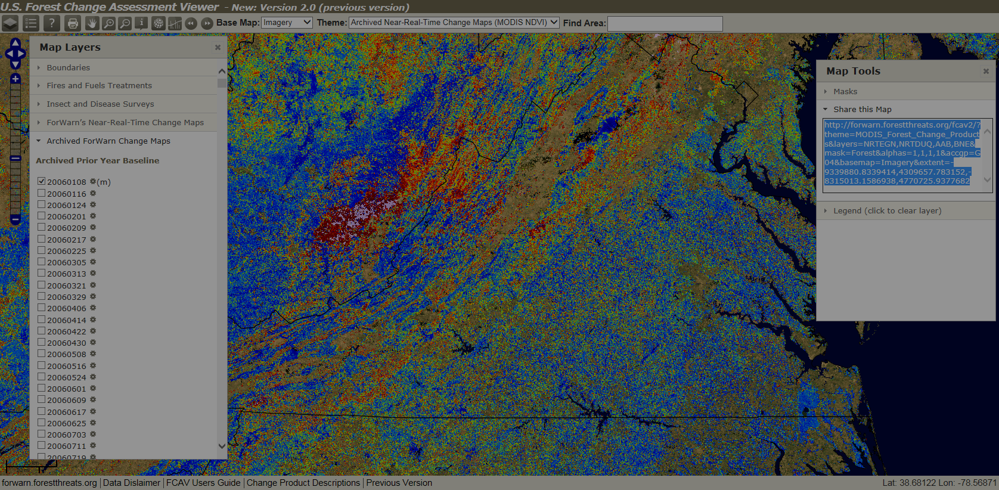 U.S. Forest Change Assessment Viewer - New: Version 2.0 (previous version)
Base Map: Imagery Theme: Archived Near-Real-Time Change Maps (MODIS NDVI) Find Area:
Map Layers
Boundaries
Fires and Fuels Treatments
Insect and Disease Surveys
ForWarn's Near-Real-Time Change Maps
Archived ForWarn Change Maps
Archived Prior Year Baseline
20060108 (m)
20060116
20060124
20060201
20060209
20060217
20060225
20060305
20060313
20060321
20060329
20060406
20060414
20060422
20060430
20060508
20060516
20060524
20060601
20060609
20060617
20060625
20060703
20060711
20060719
Map Tools
Masks
Share this Map
http://forwarn.forestthreats.org/fcav2/?
theme=MODIS_Forest_Change_Product
s&layers=NRTEGN,NRTDUQ,AAB,BNE&
mask=Forest&alphas=1,1,1,1&accgp=G
04&basemap=Imagery&extent=-
9339880.8339414,4309657.783152,-
8315013.1586938,4770725.9377682
Legend (click to clear layer)
forwarn.forestthreats.org | Data Dislaimer | FCAV Users Guide | Change Product Descriptions | Previous Version
Lat: 38.68122 Lon: -78.56871